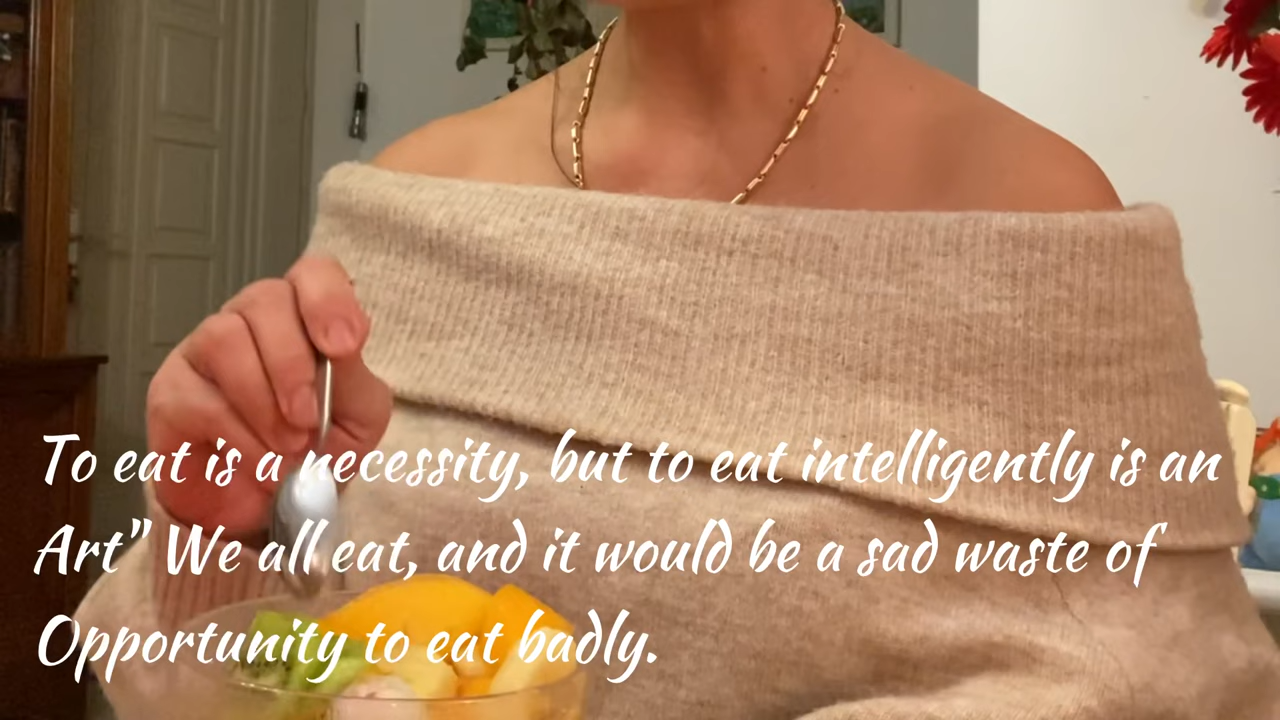 To eat is a necessity, but to eat intelligently is an
Art" We all eat, and it would be a sad waste of
Opportunity to eat badly.